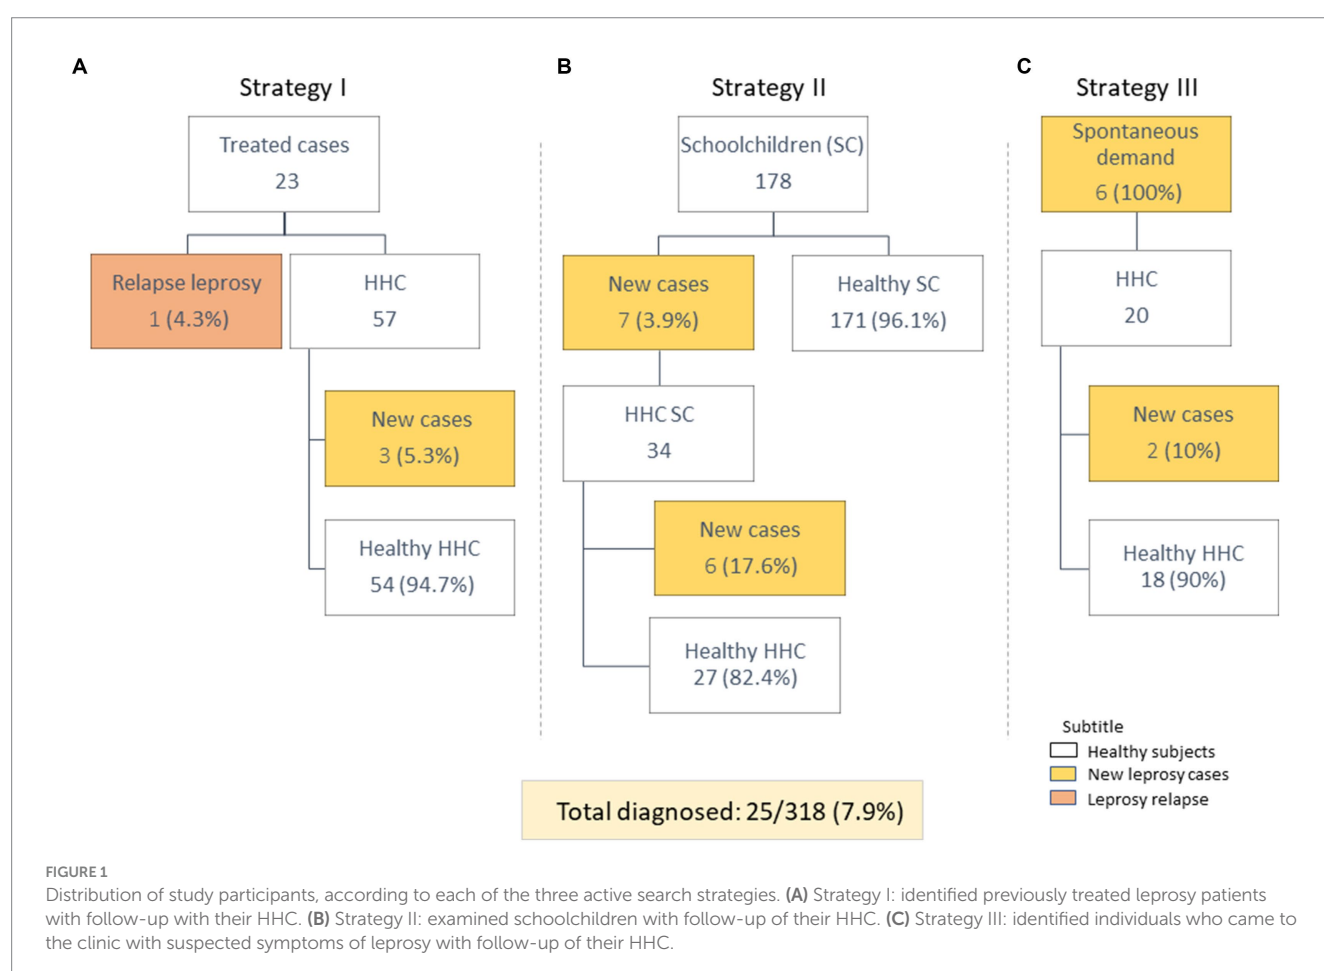 A
Strategy I
Treated cases
23
Relapse leprosy
1 (4.3%)
HHC
57
New cases
3 (5.3%)
Healthy HHC
54 (94.7%)
B
Strategy II
Schoolchildren (SC)
178
New cases
7 (3.9%)
Healthy SC
171 (96.1%)
HHC SC
34
New cases
6 (17.6%)
Healthy HHC
27 (82.4%)
C
Strategy III
Spontaneous
demand
6 (100%)
HHC
20
New cases
2 (10%)
Healthy HHC
18 (90%)
Subtitle
Healthy subjects
New leprosy cases
Leprosy relapse
Total diagnosed: 25/318 (7.9%)
FIGURE 1
Distribution of study participants, according to each of the three active search strategies. (A) Strategy I: identified previously treated leprosy patients
with follow-up with their HHC. (B) Strategy II: examined schoolchildren with follow-up of their HHC. (C) Strategy III: identified individuals who came to
the clinic with suspected symptoms of leprosy with follow-up of their HHC.